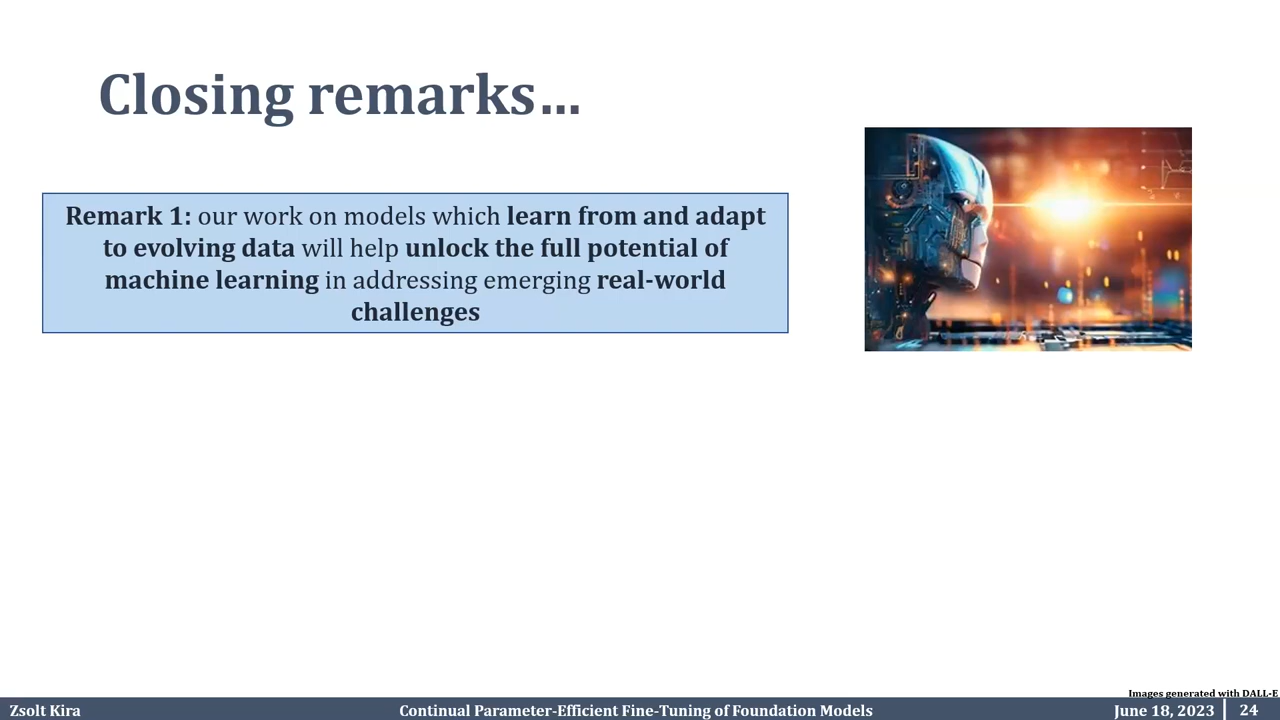 Closing remarks...
Remark 1: our work on models which learn from and adapt
to evolving data will help unlock the full potential of
machine learning in addressing emerging real-world
challenges
Images generated with DALL-E
Zsolt Kira
Continual Parameter-Efficient Fine-Tuning of Foundation Models
June 18, 2023
24